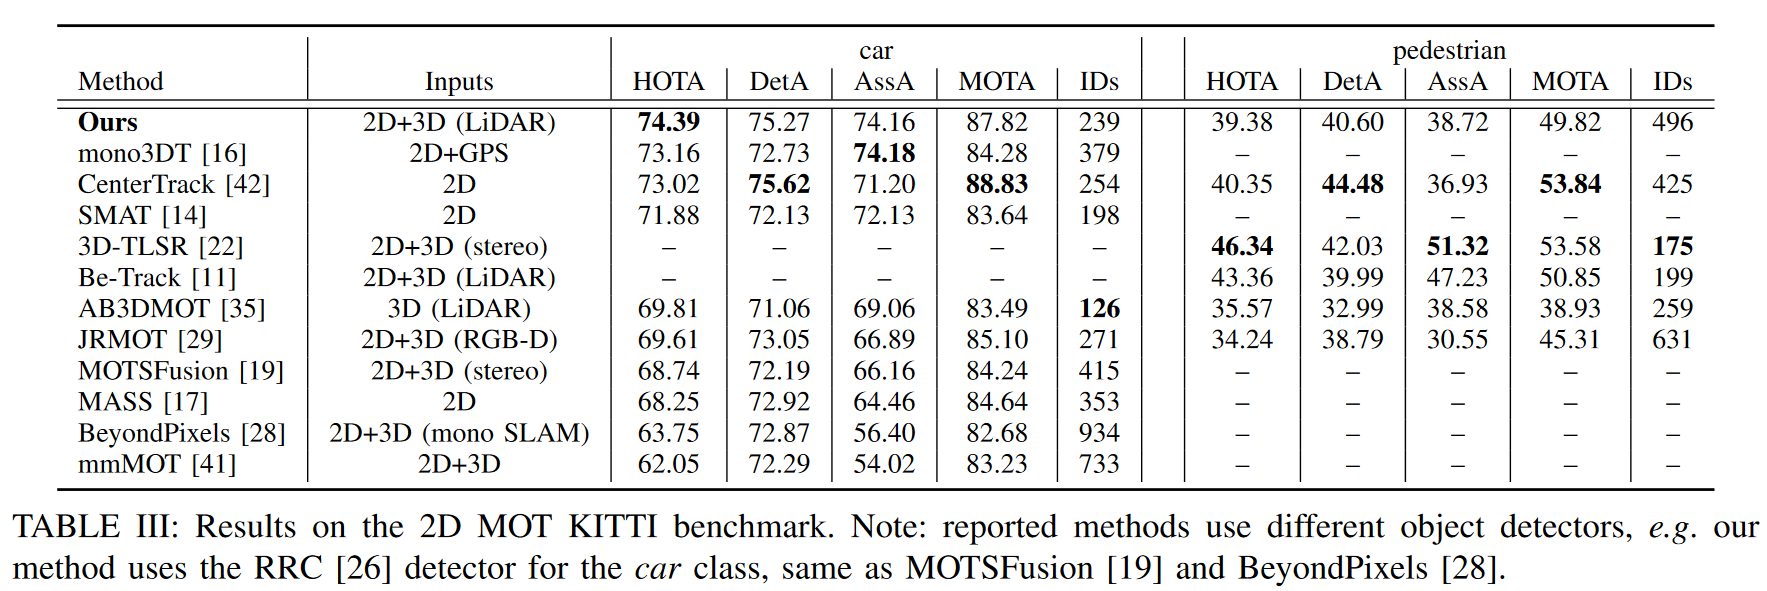 car pedestrian
Method Inputs HOTA DetA AssA MOTA IDs HOTA DetA AssA MOTA IDs
Ours 2D+3D (LiDAR) 74.39 75.27 74.16 87.82 239 39.38 40.60 38.72 49.82 496
mono3DT [16] 2D+GPS 73.16 72.73 74.18 84.28 379 – – – – –
CenterTrack [42] 2D 73.02 75.62 71.20 88.83 254 40.35 44.48 36.93 53.84 425
SMAT [14] 2D 71.88 72.13 72.13 83.64 198 – – – – –
3D-TLSR [22] 2D+3D (stereo) – – – – – 46.34 42.03 51.32 53.58 175
Be-Track [11] 2D+3D (LiDAR) – – – – – 43.36 39.99 47.23 50.85 199
AB3DMOT [35] 3D (LiDAR) 69.81 71.06 69.06 83.49 126 35.57 32.99 38.58 38.93 259
JRMOT [29] 2D+3D (RGB-D) 69.61 73.05 66.89 85.10 271 34.24 38.79 30.55 45.31 631
MOTSFusion [19] 2D+3D (stereo) 68.74 72.19 66.16 84.24 415 – – – – –
MASS [17] 2D 68.25 72.92 64.46 84.64 353 – – – – –
BeyondPixels [28] 2D+3D (mono SLAM) 63.75 72.87 56.40 82.68 934 – – – – –
mmMOT [41] 2D+3D 62.05 72.29 54.02 83.23 733 – – – – –
TABLE III: Results on the 2D MOT KITTI benchmark. Note: reported methods use different object detectors, e.g. our
method uses the RRC [26] detector for the car class, same as MOTSFusion [19] and BeyondPixels [28].